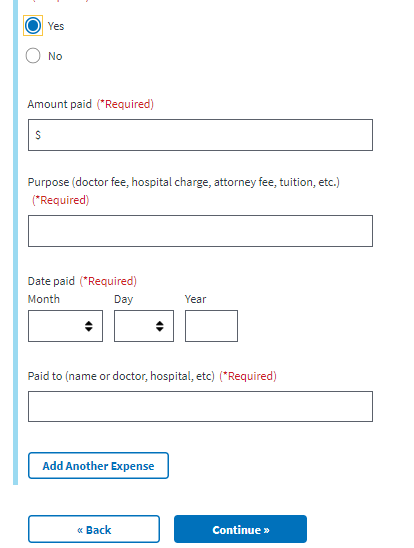 Yes
No
Amount paid (*Required)
$
Purpose (doctor fee, hospital charge, attorney fee, tuition, etc.)
(*Required)
Date paid (*Required)
Month Day Year
Paid to (name or doctor, hospital, etc) (*Required)
Add Another Expense
« Back Continue »